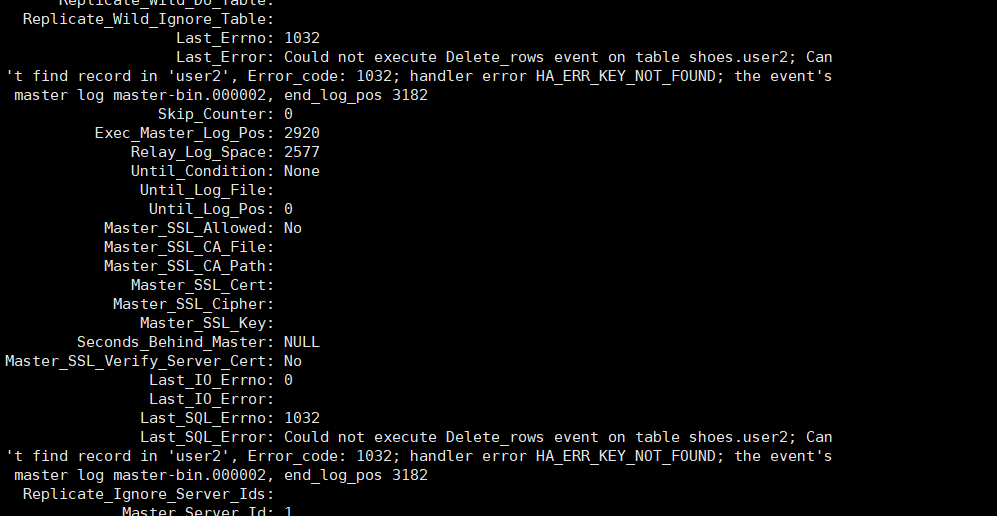 Replicate_Wild_Do_Table:
Replicate_Wild_Ignore_Table:
Last_Errno: 1032
Last_Error: Could not execute Delete_rows event on table shoes.user2; Can
't find record in 'user2', Error_code: 1032; handler error HA_ERR_KEY_NOT_FOUND; the event's
master log master-bin.000002, end_log_pos 3182
Skip_Counter: 0
Exec_Master_Log_Pos: 2920
Relay_Log_Space: 2577
Until_Condition: None
Until_Log_File:
Until_Log_Pos: 0
Master_SSL_Allowed: No
Master_SSL_CA_File:
Master_SSL_CA_Path:
Master_SSL_Cert:
Master_SSL_Cipher:
Master_SSL_Key:
Seconds_Behind_Master: NULL
Master_SSL_Verify_Server_Cert: No
Last_IO_Errno: 0
Last_IO_Error:
Last_SQL_Errno: 1032
Last_SQL_Error: Could not execute Delete_rows event on table shoes.user2; Can
't find record in 'user2', Error_code: 1032; handler error HA_ERR_KEY_NOT_FOUND; the event's
master log master-bin.000002, end_log_pos 3182
Replicate_Ignore_Server_Ids:
Master_Server_Id: 1